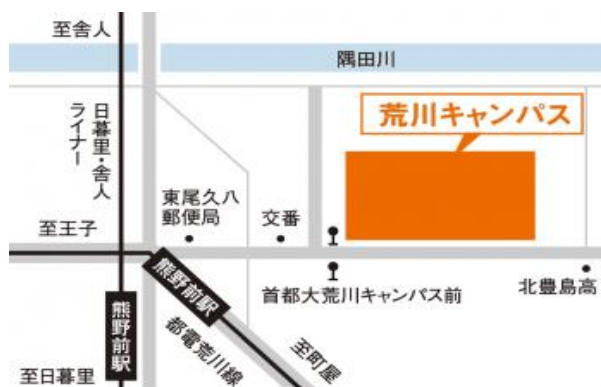 至舎人
隅田川
日暮里・舎人
ライナー
荒川キャンパス
東尾久八
郵便局
交番
至王子
熊野前駅
首都大荒川キャンパス前
北豊島高
熊野前駅
都電荒川線
至町屋
至日暮里